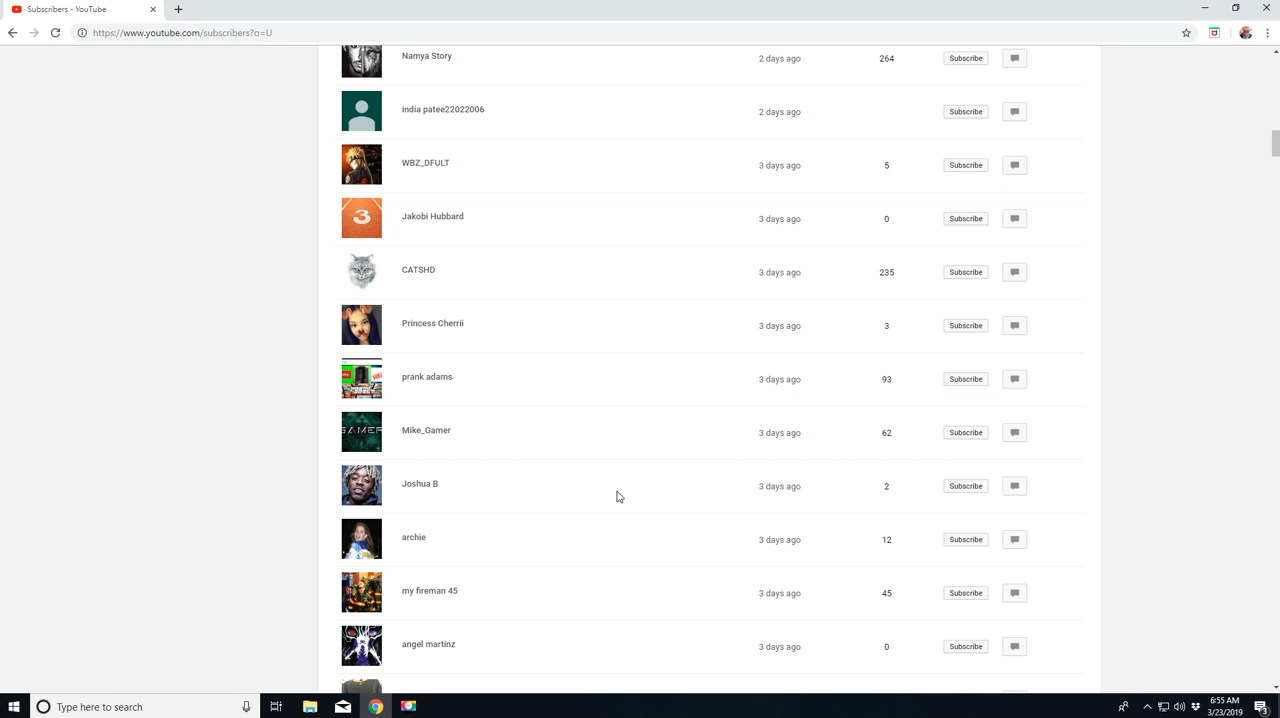 Subscribers - YouTube
https://www.youtube.com/subscribers?o=U
Namya Story 2 days ago 264 Subscribe
india patee22022006 2 days ago Subscribe
WBZ_DFULT 3 days ago 5 Subscribe
3
Jakobi Hubbard 3 days ago 0 Subscribe
CATSHD 3 days ago 235 Subscribe
Princess Cherrii 3 days ago 3 Subscribe
prank adams 3 days ago 93 Subscribe
GAMER
Mike_Gamer 3 days ago 62 Subscribe
Joshua B 3 days ago 2 Subscribe
archie 3 days ago 12 Subscribe
my fireman 45 3 days ago 45 Subscribe
angel martinz 3 days ago 0 Subscribe
Type here to search
6:55 AM
3/23/2019
3